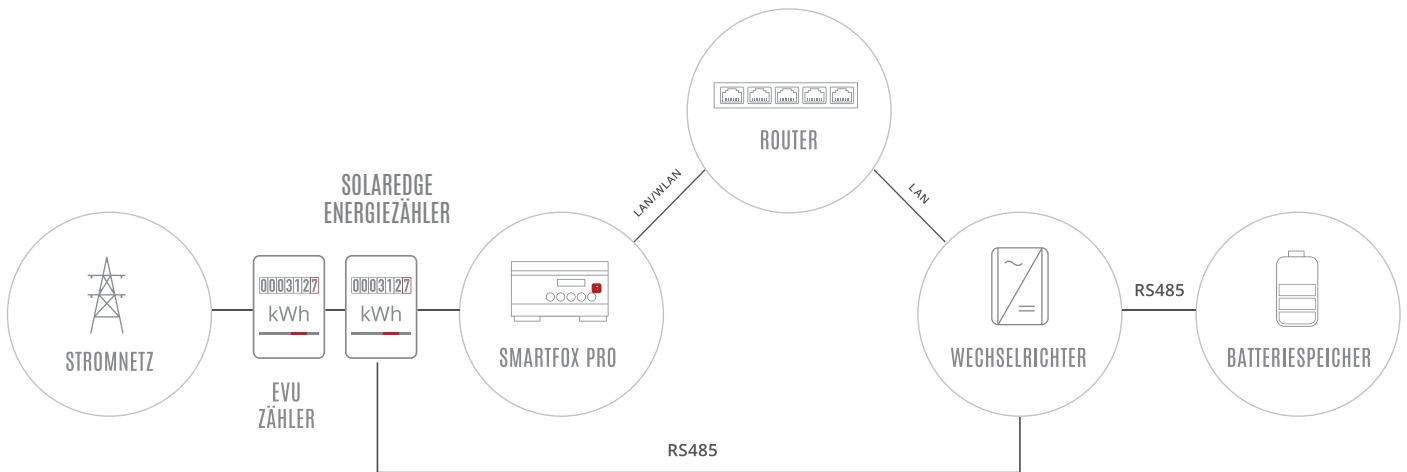 ROUTER
LAN/WLAN
LAN
SOLAREDGE
ENERGIEZÄHLER
0003127
kWh
0003127
kWh
STROMNETZ
EVU
ZÄHLER
SMARTFOX PRO
WECHSELRICHTER
RS485
BATTERIESPEICHER
RS485